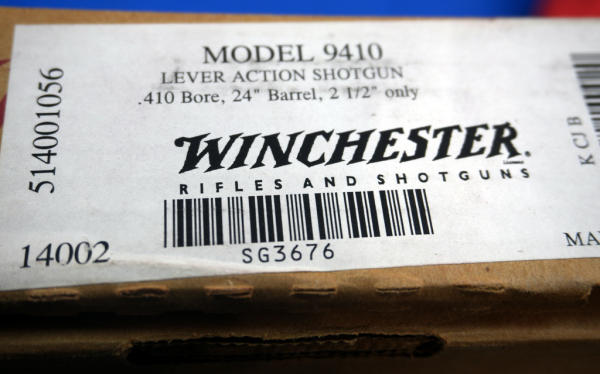 MODEL 9410
LEVER ACTION SHOTGUN
.410 Bore, 24" Barrel, 2 1/2" only
WINCHESTER®
RIFLES AND SHOTGUNS
SG3676
514001056
14002
K CJ B
MA